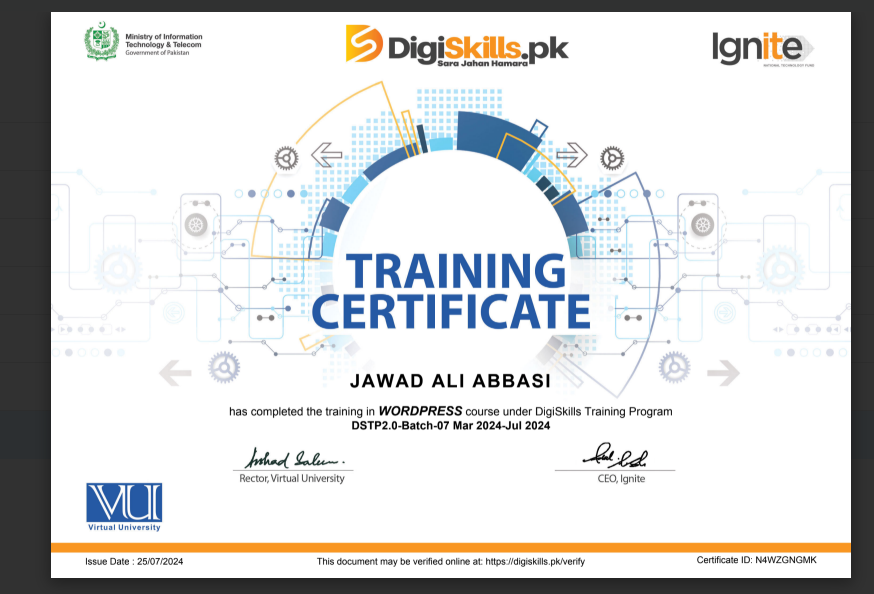 Ministry of Information
Technology & Telecom
Government of Pakistan
DigiSkills.pk
Sara Jahan Hamara
Ignite
NATIONAL TECHNOLOGY FUND
TRAINING
CERTIFICATE
JAWAD ALI ABBASI
has completed the training in WORDPRESS course under DigiSkills Training Program
DSTP2.0-Batch-07 Mar 2024-Jul 2024
Arshad Saleem.
Rector, Virtual University
CEO, Ignite
VU
Virtual University
Issue Date : 25/07/2024
This document may be verified online at: https://digiskills.pk/verify
Certificate ID: N4WZGNGMK